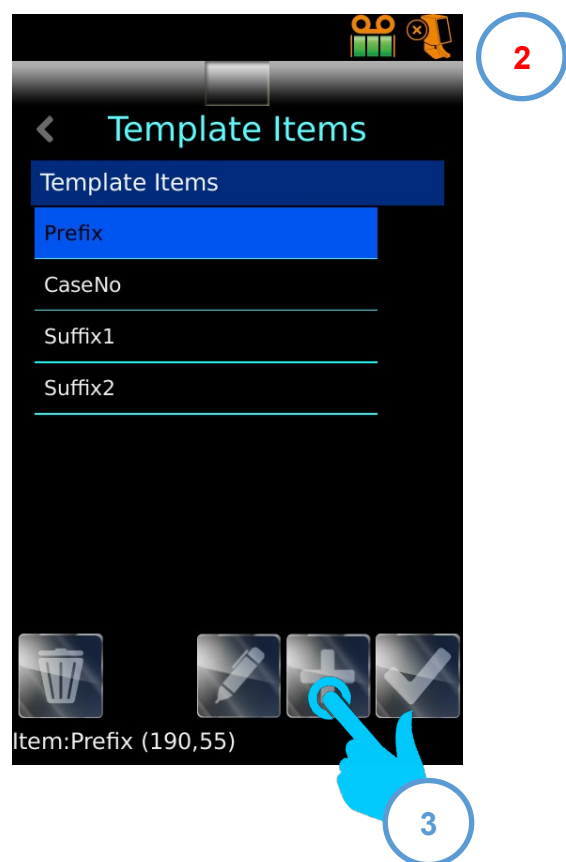 2
Template Items
Template Items
Prefix
CaseNo
Suffix1
Suffix2
Item:Prefix (190,55)
3